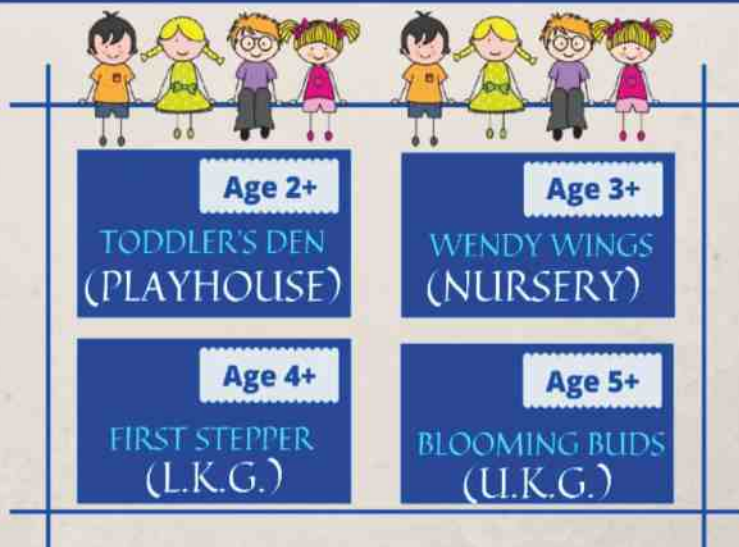 Age 2+
TODDLER'S DEN
(PLAYHOUSE)
Age 3+
WENDY WINGS
(NURSERY)
Age 4+
FIRST STEPPER
(L.K.G.)
Age 5+
BLOOMING BUDS
(U.K.G.)